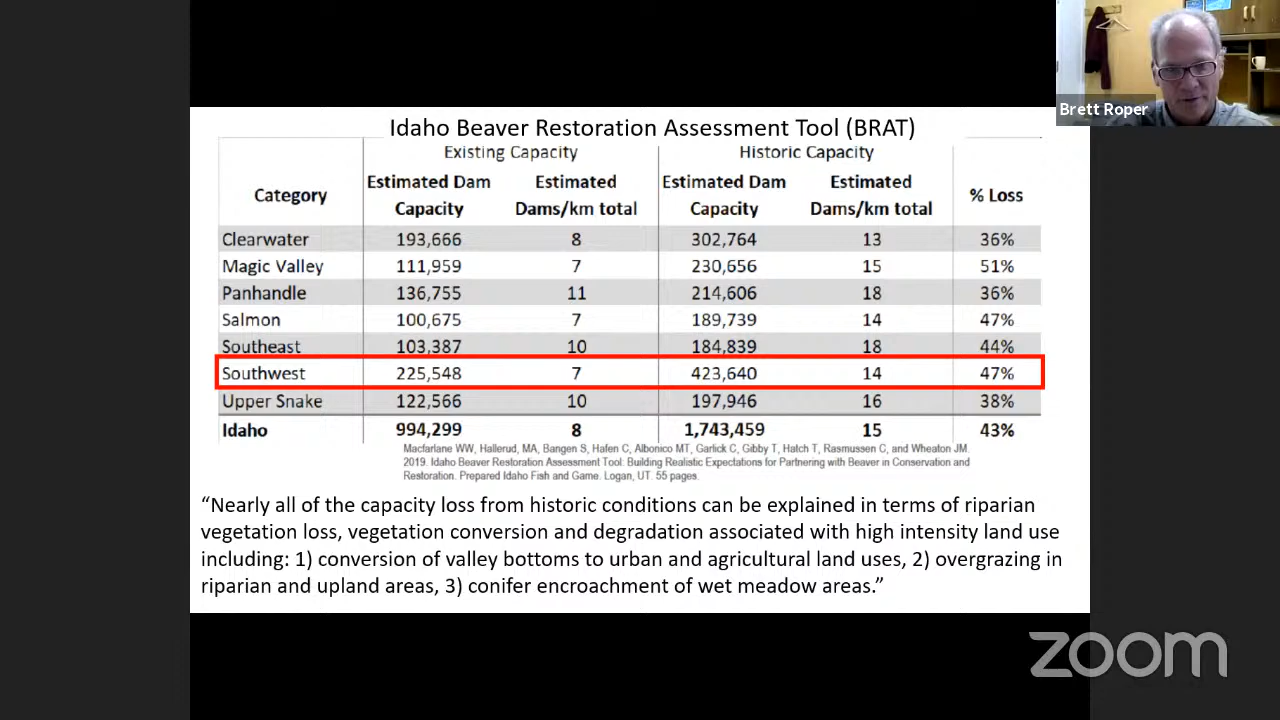 Brett Roper
Idaho Beaver Restoration Assessment Tool (BRAT)
Existing Capacity Historic Capacity
Category Estimated Dam Capacity Estimated Dams/km total Estimated Dam Capacity Estimated Dams/km total % Loss
Clearwater 193,666 8 302,764 13 36%
Magic Valley 111,959 7 230,656 15 51%
Panhandle 136,755 11 214,606 18 36%
Salmon 100,675 7 189,739 14 47%
Southeast 103,387 10 184,839 18 44%
Southwest 225,548 7 423,640 14 47%
Upper Snake 122,566 10 197,946 16 38%
Idaho 994,299 8 1,743,459 15 43%
Macfarlane WW, Hallerud, MA, Bangen S, Hafen C, Albonico MT, Garlick C, Gibby T, Hatch T, Rasmussen C, and Wheaton JM.
2019. Idaho Beaver Restoration Assessment Tool: Building Realistic Expectations for Partnering with Beaver in Conservation and
Restoration. Prepared Idaho Fish and Game. Logan, UT. 55 pages.
“Nearly all of the capacity loss from historic conditions can be explained in terms of riparian
vegetation loss, vegetation conversion and degradation associated with high intensity land use
including: 1) conversion of valley bottoms to urban and agricultural land uses, 2) overgrazing in
riparian and upland areas, 3) conifer encroachment of wet meadow areas.”
zoom